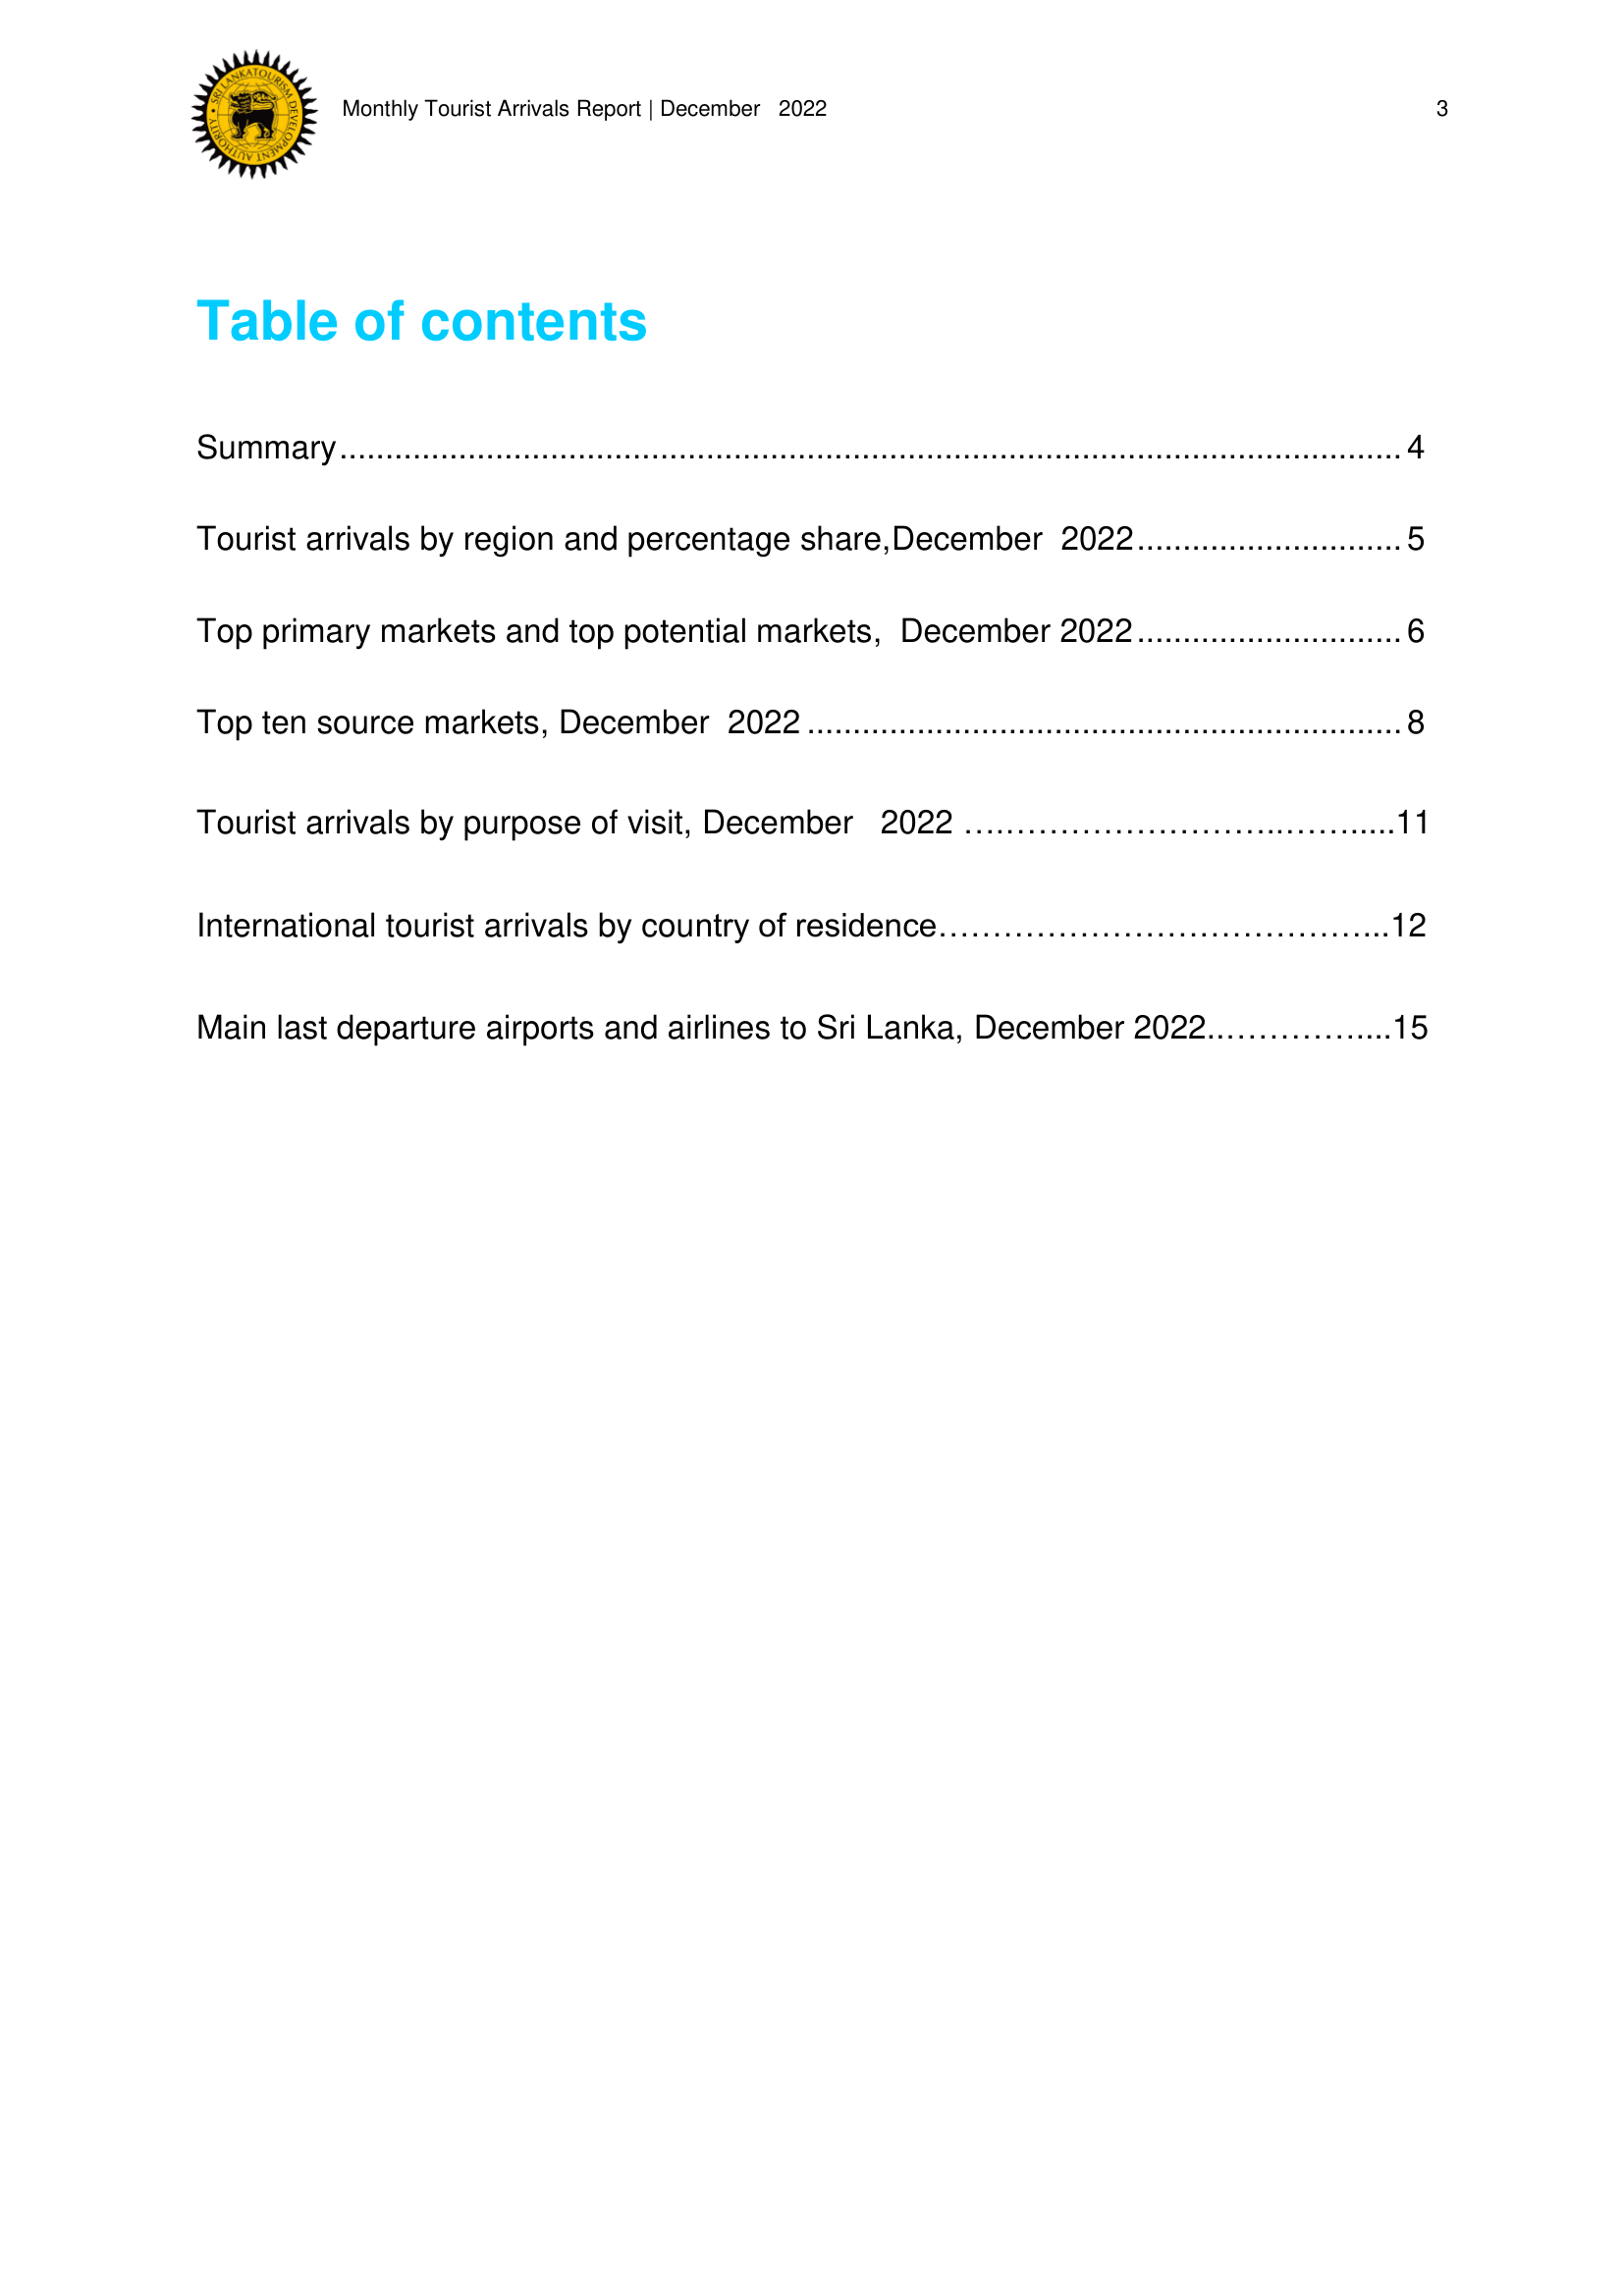 SRI LANKA TOURISM DEVELOPMENT AUTHORITY •
Monthly Tourist Arrivals Report | December   2022
3
Table of contents
Summary.................................................................................................................... 4
Tourist arrivals by region and percentage share,December  2022............................. 5
Top primary markets and top potential markets,  December 2022............................. 6
Top ten source markets, December  2022 ................................................................. 8
Tourist arrivals by purpose of visit, December   2022 ….…………………….…….....11
International tourist arrivals by country of residence…………………………………...12
Main last departure airports and airlines to Sri Lanka, December 2022..…………....15